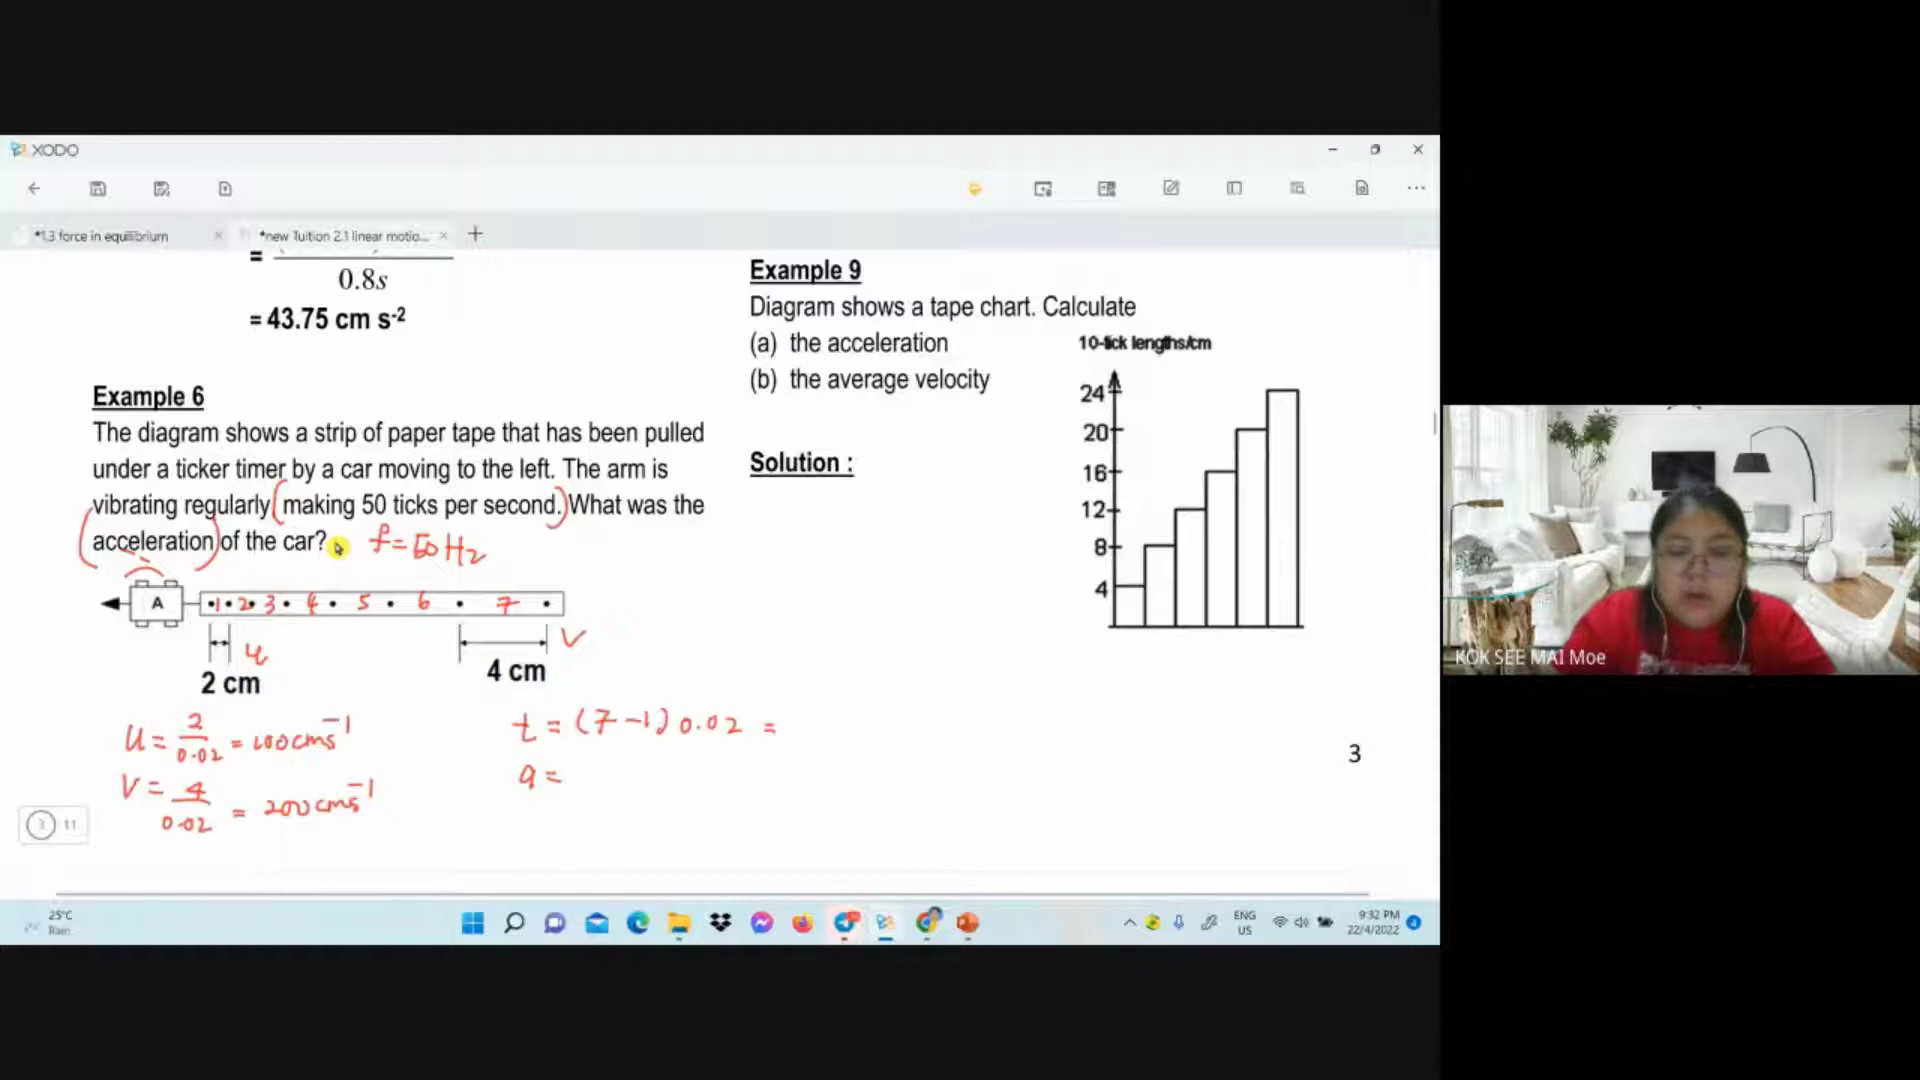 XODO
*1.3 force in equilibrium
*new Tuition 2.1 linear motio...
=
0.8s
= 43.75 cm s-2
Example 6
The diagram shows a strip of paper tape that has been pulled
under a ticker timer by a car moving to the left. The arm is
vibrating regularly (making 50 ticks per second.) What was the
(acceleration) of the car?
f = 50 Hz
A
1 2 3 4 5 6 7
u
v
2 cm
4 cm
u = 2/0.02 = 100 cms-1
v = 4/0.02 = 200 cms-1
t = (7-1) 0.02 =
a =
Example 9
Diagram shows a tape chart. Calculate
(a) the acceleration
(b) the average velocity
10-tick lengths/cm
24
20
16
12
8
4
Solution :
3
3 11
KOK SEE MAI Moe
25°C
Rain
ENG
US
9:32 PM
22/4/2022